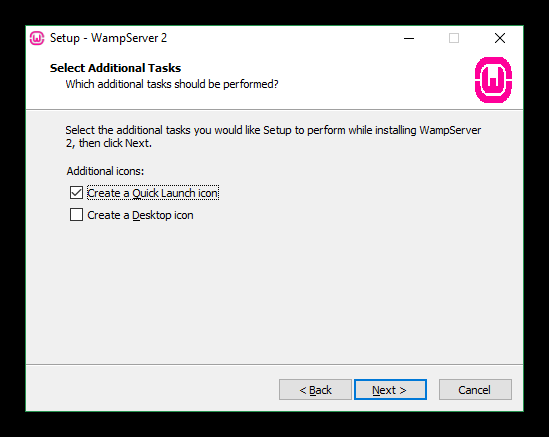 Setup - WampServer 2
Select Additional Tasks
Which additional tasks should be performed?
Select the additional tasks you would like Setup to perform while installing WampServer
2, then click Next.
Additional icons:
Create a Quick Launch icon
Create a Desktop icon
< Back
Next >
Cancel